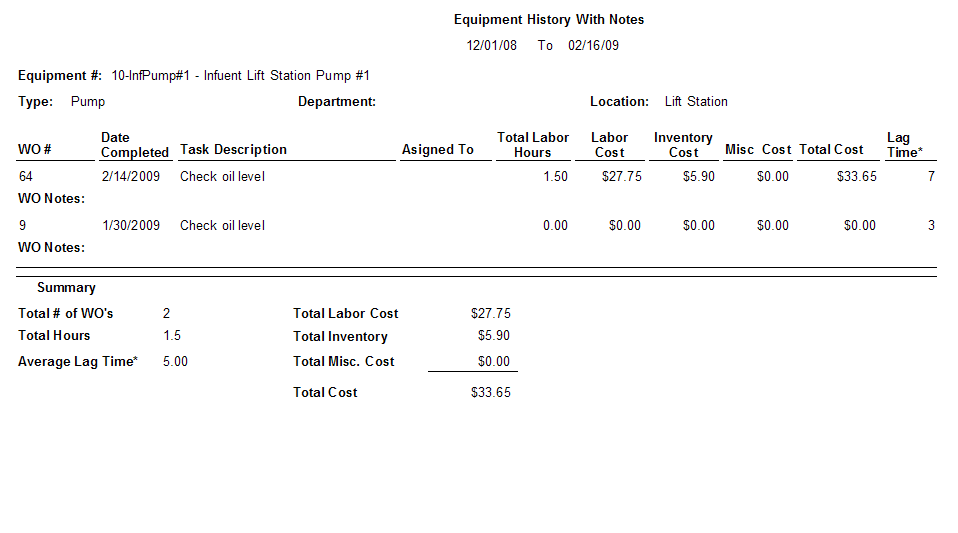 Equipment History With Notes
12/01/08 To 02/16/09
Equipment #: 10-InfPump#1 - Infuent Lift Station Pump #1
Type: Pump Department: Location: Lift Station
WO # Date Completed Task Description Asigned To Total Labor Hours Labor Cost Inventory Cost Misc Cost Total Cost Lag Time*
64 2/14/2009 Check oil level 1.50 $27.75 $5.90 $0.00 $33.65 7
WO Notes:
9 1/30/2009 Check oil level 0.00 $0.00 $0.00 $0.00 $0.00 3
WO Notes:
Summary
Total # of WO's 2 Total Labor Cost $27.75
Total Hours 1.5 Total Inventory $5.90
Average Lag Time* 5.00 Total Misc. Cost $0.00
Total Cost $33.65